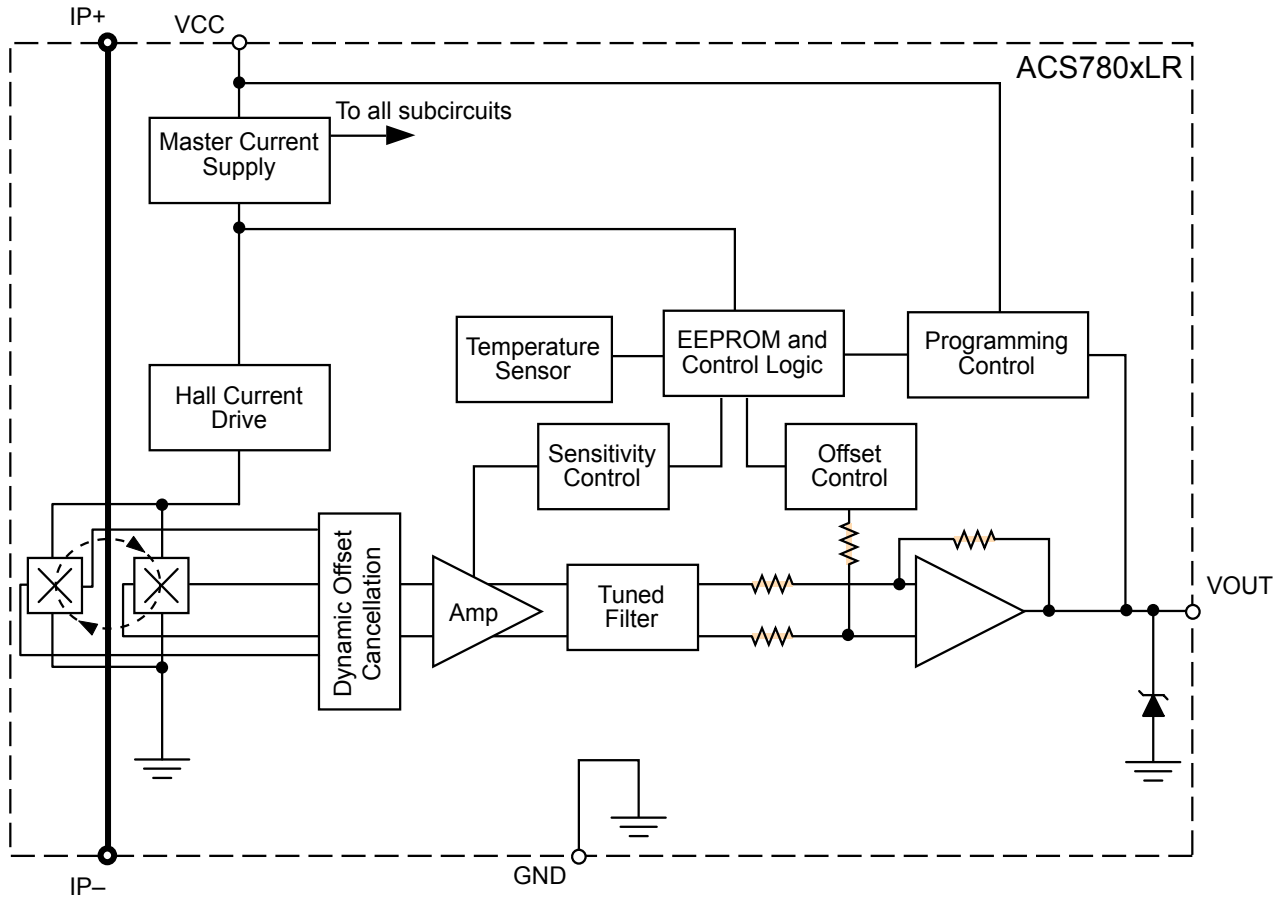 IP+
VCC
ACS780xLR
To all subcircuits
Master Current
Supply
Temperature
Sensor
EEPROM and
Control Logic
Programming
Control
Hall Current
Drive
Sensitivity
Control
Offset
Control
Dynamic Offset
Cancellation
Amp
Tuned
Filter
VOUT
GND
IP–